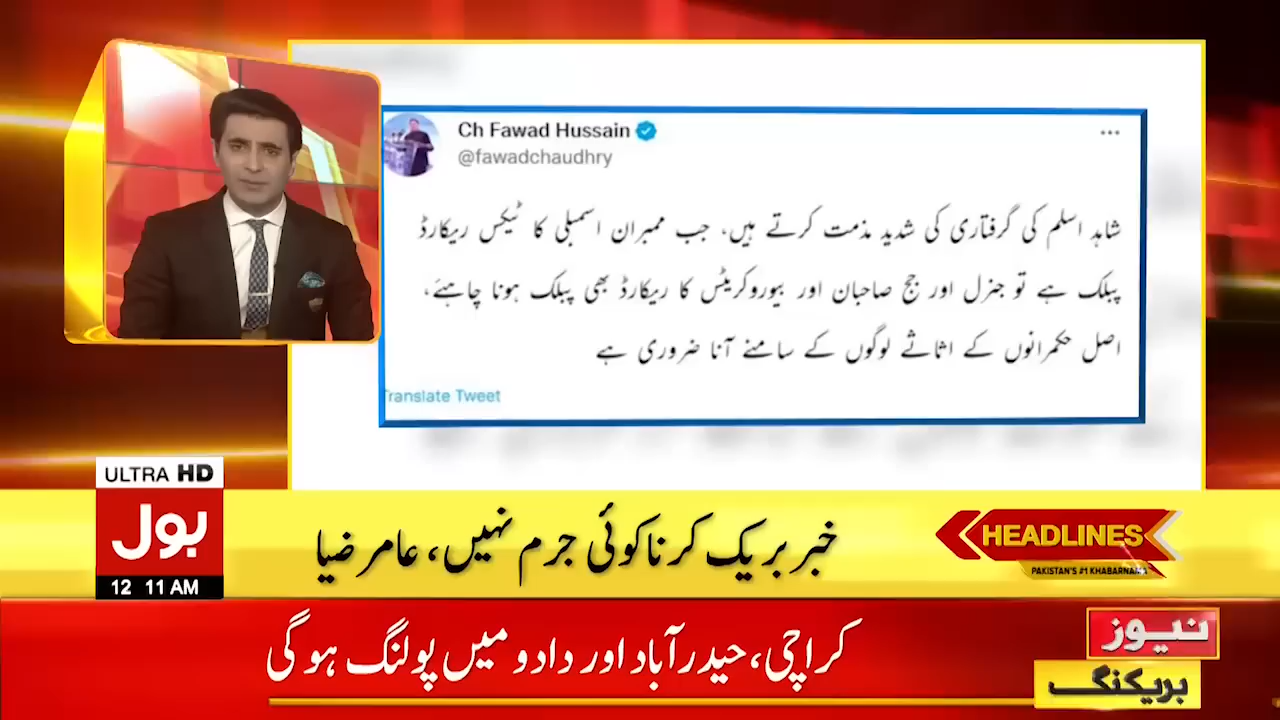 Ch Fawad Hussain
@fawadchaudhry
شاہد اسلم کی گرفتاری کی شدید مذمت کرتے ہیں، جب ممبران اسمبلی کا ٹیکس ریکارڈ
پبلک ہے تو جنرل اور جج صاحبان اور بیوروکریٹس کا ریکارڈ بھی پبلک ہونا چاہئے،
اصل حکمرانوں کے اثاثے لوگوں کے سامنے آنا ضروری ہے
Translate Tweet
ULTRA HD
بول
12 11 AM
خبر بریک کرنا کوئی جرم نہیں، عامر ضیا
HEADLINES
PAKISTAN'S #1 KHABARNAMA
کراچی، حیدرآباد اور دادو میں پولنگ ہوگی
نیوز
بریکنگ